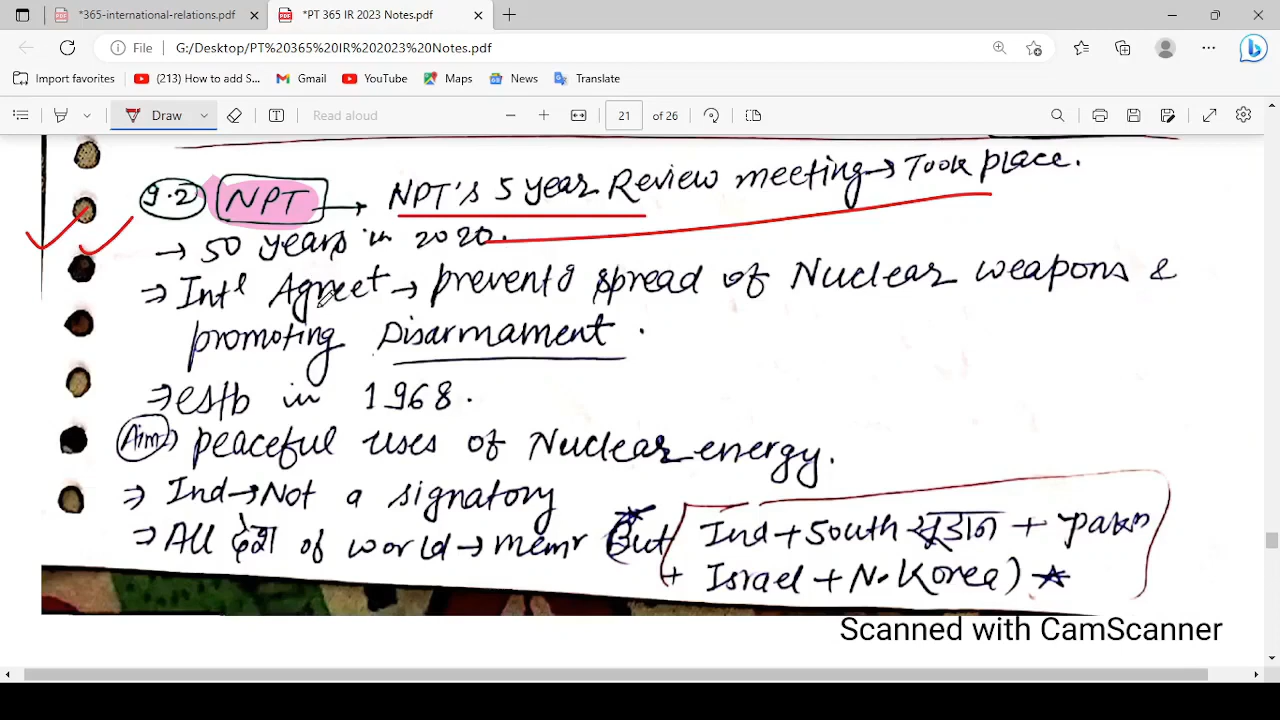 *365-international-relations.pdf
*PT 365 IR 2023 Notes.pdf
File G:/Desktop/PT%20365%20IR%202023%20Notes.pdf
Import favorites (213) How to add S... Gmail YouTube Maps News Translate
Draw Read aloud 21 of 26
9.2 NPT → NPT's 5 year Review meeting → Took place.
→ 50 years in 2020.
⇒ Intl Agreet → prevent spread of Nuclear weapons &
promoting Disarmament.
⇒ estb in 1968.
Aim ⇒ peaceful uses of Nuclear energy.
⇒ Ind → Not a signatory
⇒ All देश of world → memr But (Ind + South सूडान + Pakn
+ Israel + N. Korea)
Scanned with CamScanner